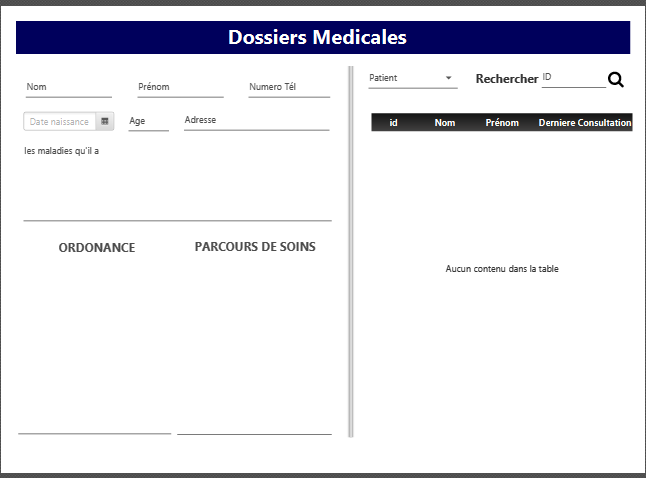 Dossiers Medicales
Nom Prénom Numero Tél
Date naissance Age Adresse
les maladies qu'il a
ORDONANCE PARCOURS DE SOINS
Patient Rechercher ID
id Nom Prénom Derniere Consultation
Aucun contenu dans la table